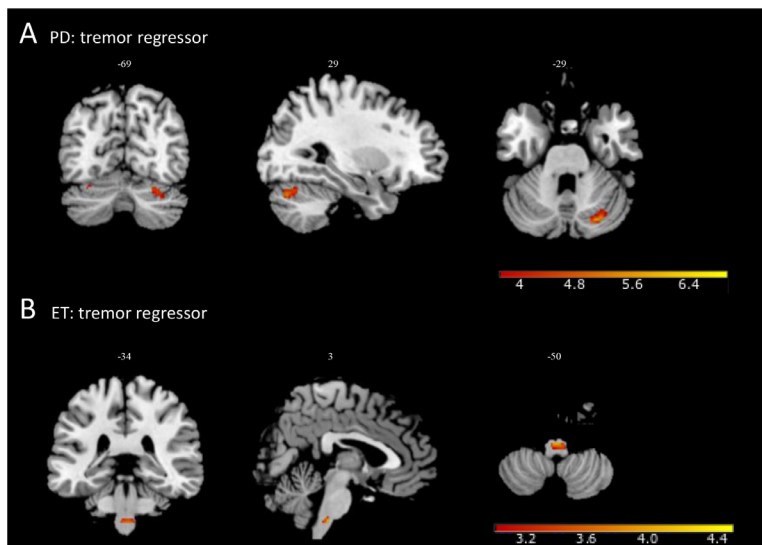 A PD: tremor regressor
-69 29 -29
4 4.8 5.6 6.4
B ET: tremor regressor
-34 3 -50
3.2 3.6 4.0 4.4